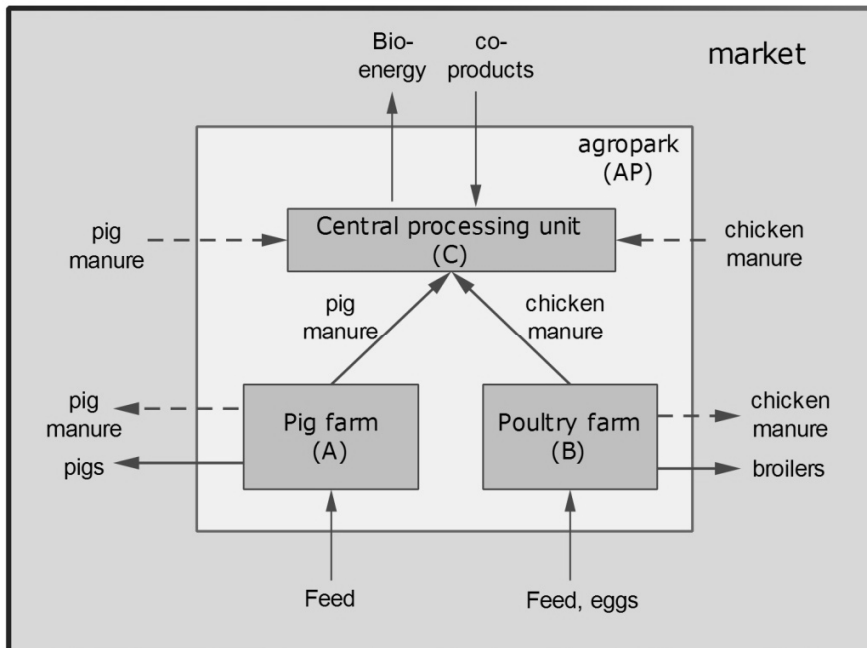 Bio-
energy
co-
products
market
agropark
(AP)
pig
manure
Central processing unit
(C)
chicken
manure
pig
manure
chicken
manure
pig
manure
pigs
Pig farm
(A)
Poultry farm
(B)
chicken
manure
broilers
Feed
Feed, eggs